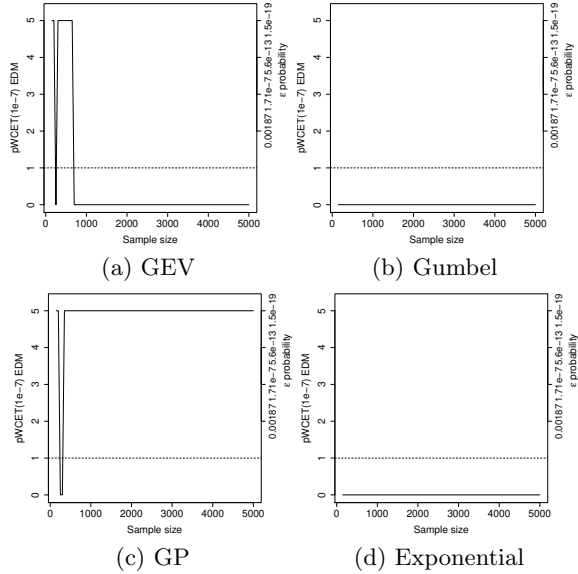 5
4
3
2
1
0
pWCET(1e-7) EDM
0.00187 1.71e-7 5.6e-13 1.5e-19
ε probability
0 1000 2000 3000 4000 5000
Sample size
(a) GEV
5
4
3
2
1
0
pWCET(1e-7) EDM
0.00187 1.71e-7 5.6e-13 1.5e-19
ε probability
0 1000 2000 3000 4000 5000
Sample size
(b) Gumbel
5
4
3
2
1
0
pWCET(1e-7) EDM
0.00187 1.71e-7 5.6e-13 1.5e-19
ε probability
0 1000 2000 3000 4000 5000
Sample size
(c) GP
5
4
3
2
1
0
pWCET(1e-7) EDM
0.00187 1.71e-7 5.6e-13 1.5e-19
ε probability
0 1000 2000 3000 4000 5000
Sample size
(d) Exponential